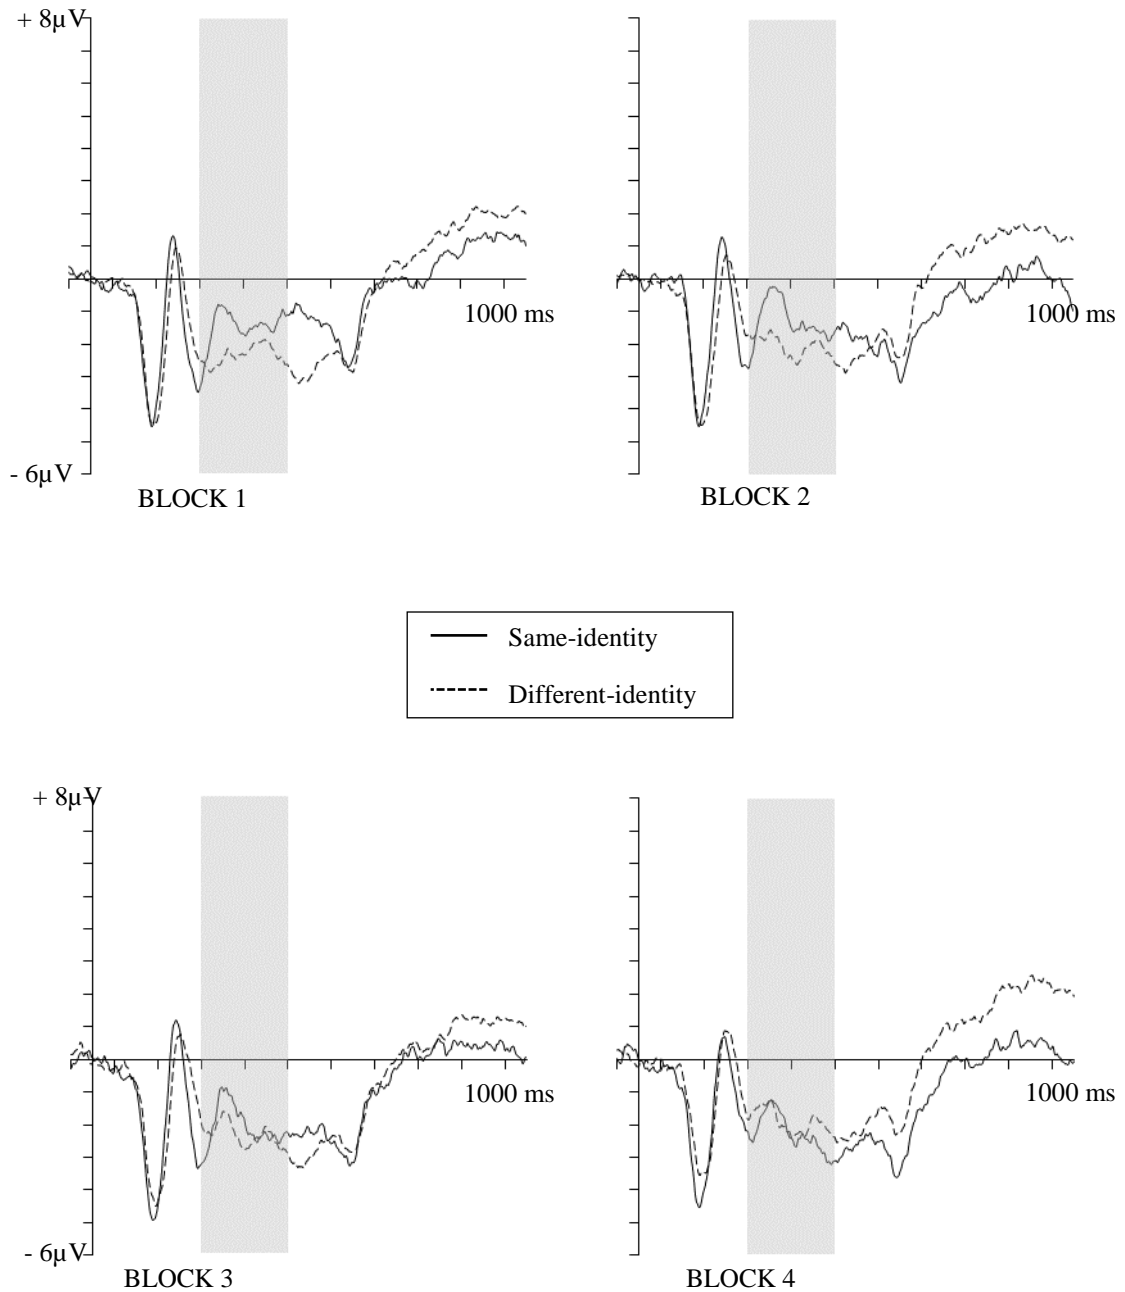 + 8µV
1000 ms
1000 ms
- 6µV
BLOCK 1
BLOCK 2
Same-identity
Different-identity
+ 8µV
1000 ms
1000 ms
- 6µV
BLOCK 3
BLOCK 4